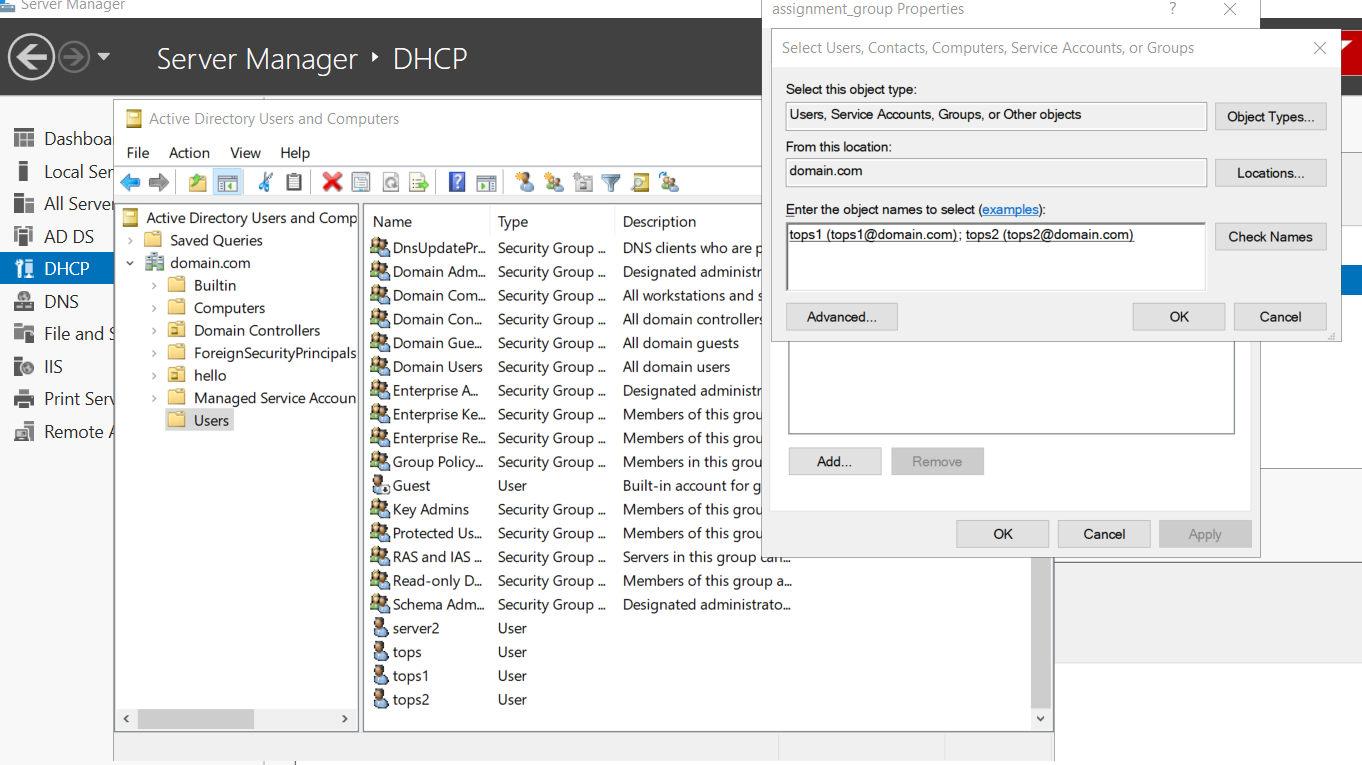 Server Manager
Server Manager ‣ DHCP
Dashboa
Local Ser
All Server
AD DS
DHCP
DNS
File and S
IIS
Print Serv
Remote A
Active Directory Users and Computers
File Action View Help
Active Directory Users and Comp
Saved Queries
domain.com
Builtin
Computers
Domain Controllers
ForeignSecurityPrincipals
hello
Managed Service Accoun
Users
Name Type Description
DnsUpdatePr... Security Group ... DNS clients who are p
Domain Adm... Security Group ... Designated administr
Domain Com... Security Group ... All workstations and s
Domain Con... Security Group ... All domain controllers
Domain Gue... Security Group ... All domain guests
Domain Users Security Group ... All domain users
Enterprise A... Security Group ... Designated administr
Enterprise Ke... Security Group ... Members of this grou
Enterprise Re... Security Group ... Members of this grou
Group Policy... Security Group ... Members in this grou
Guest User Built-in account for g
Key Admins Security Group ... Members of this grou
Protected Us... Security Group ... Members of this grou
RAS and IAS ... Security Group ... Servers in this group can...
Read-only D... Security Group ... Members of this group a...
Schema Adm... Security Group ... Designated administrato...
server2 User
tops User
tops1 User
tops2 User
assignment_group Properties
Select Users, Contacts, Computers, Service Accounts, or Groups
Select this object type:
Users, Service Accounts, Groups, or Other objects
Object Types...
From this location:
domain.com
Locations...
Enter the object names to select (examples):
tops1 (tops1@domain.com); tops2 (tops2@domain.com)
Check Names
Advanced...
OK
Cancel
Add...
Remove
OK
Cancel
Apply